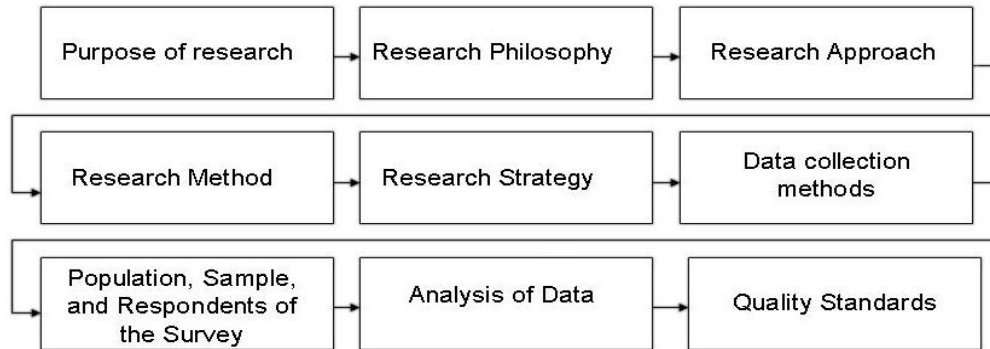 Purpose of research
Research Philosophy
Research Approach
Research Method
Research Strategy
Data collection
methods
Population, Sample,
and Respondents of
the Survey
Analysis of Data
Quality Standards